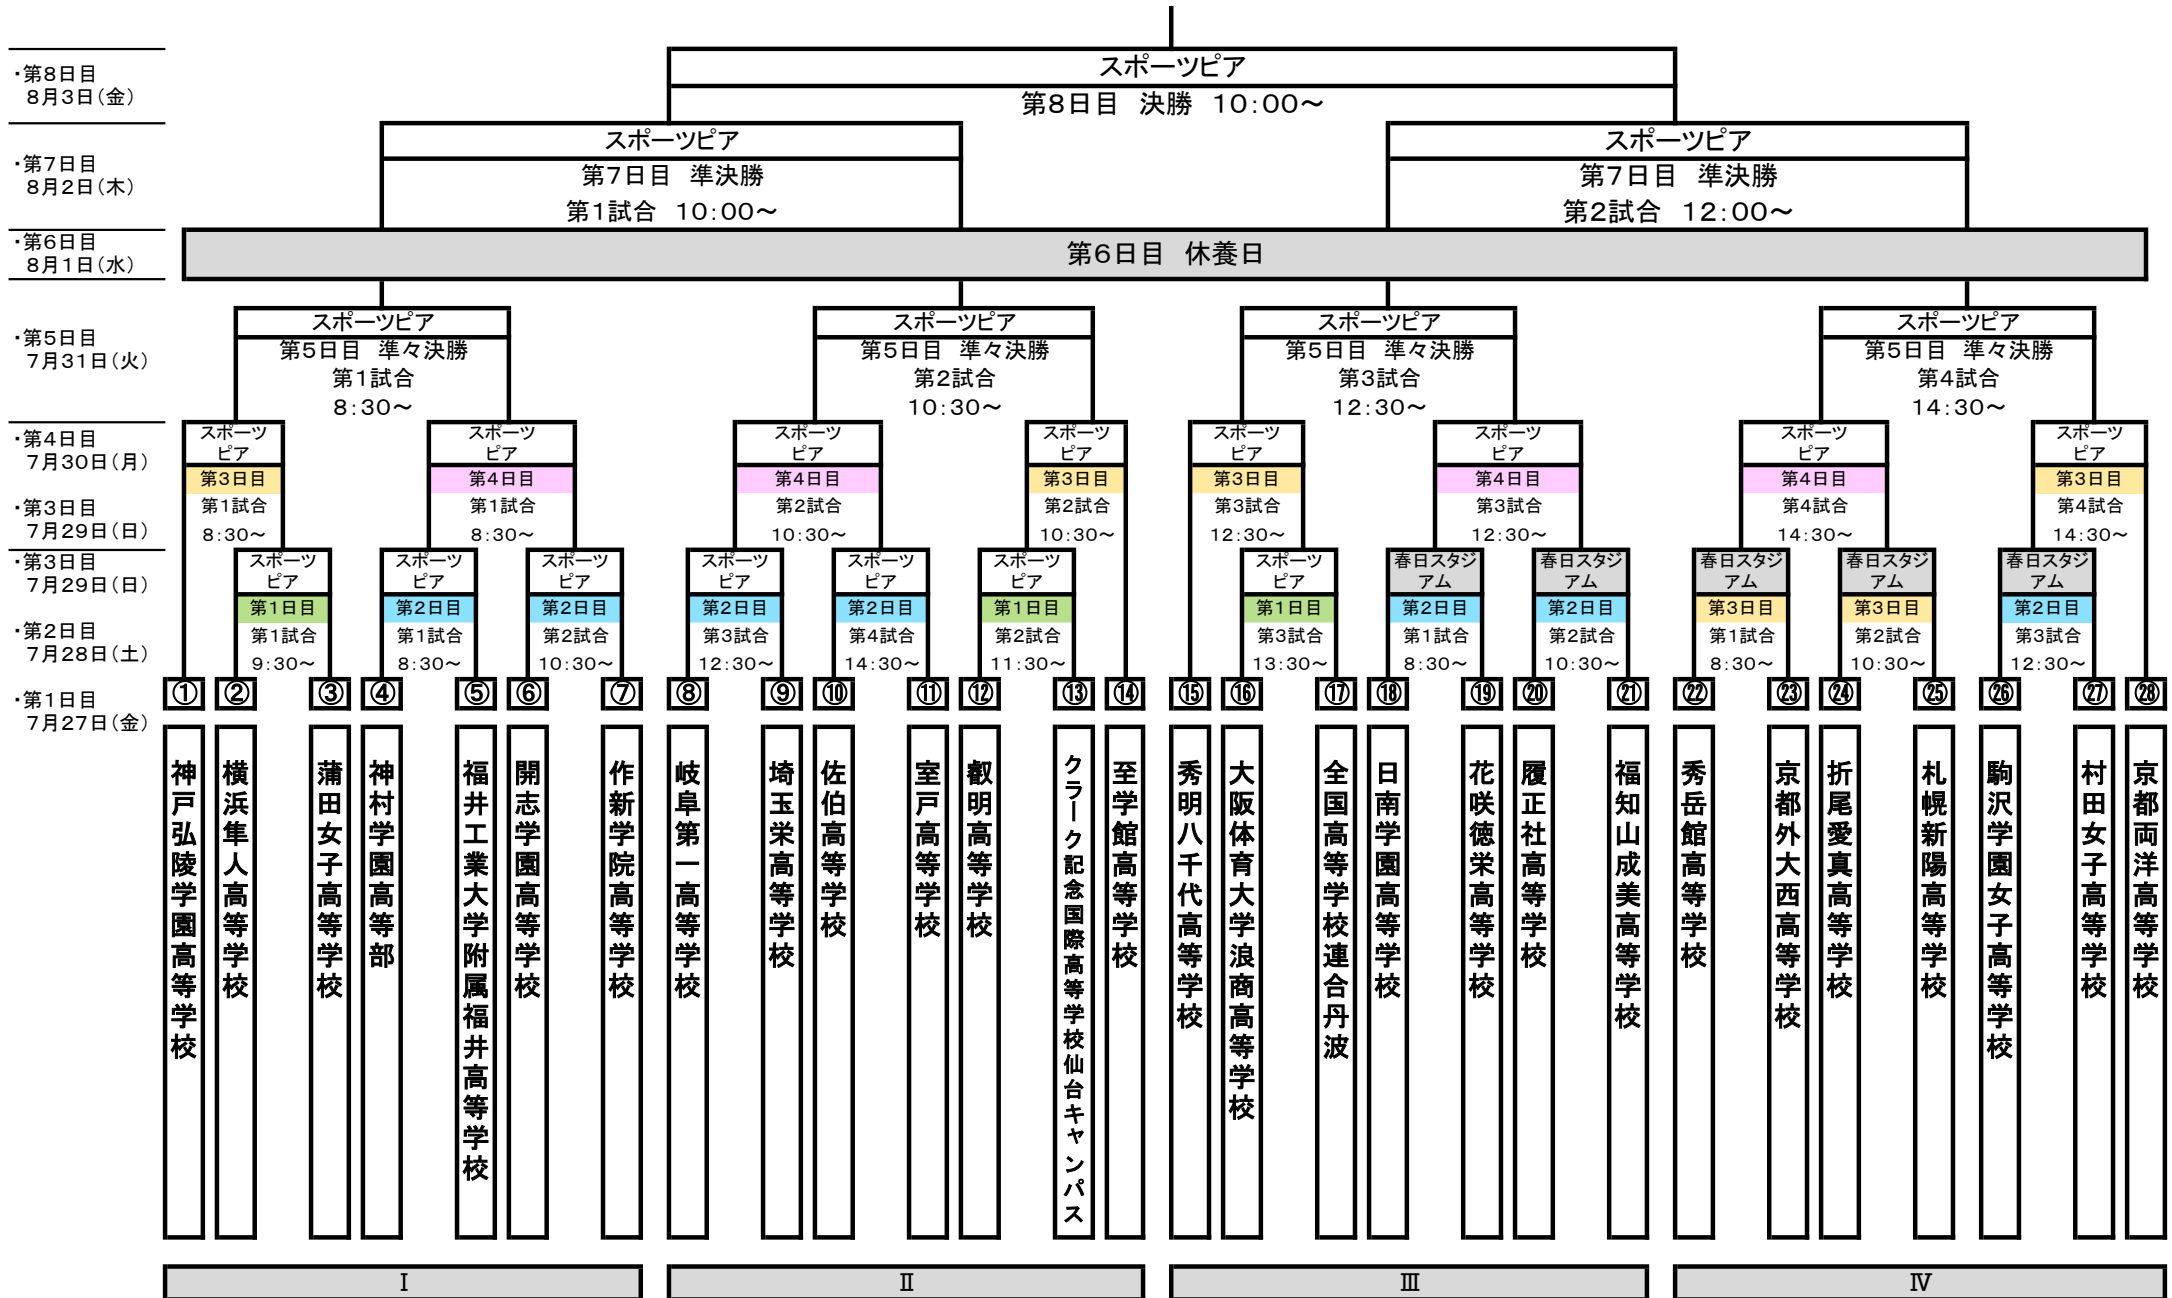 ・第8日目
8月3日（金）
スポーツピア
第8日目　決勝　10：00～
・第7日目
8月2日（木）
スポーツピア
第7日目　準決勝
第1試合　10：00～
スポーツピア
第7日目　準決勝
第2試合　12：00～
・第6日目
8月1日（水）
第6日目　休養日
・第5日目
7月31日（火）
スポーツピア
第5日目　準々決勝
第1試合
8：30～
スポーツピア
第5日目　準々決勝
第2試合
10：30～
スポーツピア
第5日目　準々決勝
第3試合
12：30～
スポーツピア
第5日目　準々決勝
第4試合
14：30～
・第4日目
7月30日（月）
・第3日目
7月29日（日）
スポーツ
ピア
第3日目
第1試合
8：30～
スポーツ
ピア
第4日目
第1試合
8：30～
スポーツ
ピア
第4日目
第2試合
10：30～
スポーツ
ピア
第3日目
第2試合
10：30～
スポーツ
ピア
第3日目
第3試合
12：30～
スポーツ
ピア
第4日目
第3試合
12：30～
スポーツ
ピア
第4日目
第4試合
14：30～
スポーツ
ピア
第3日目
第4試合
14：30～
・第3日目
7月29日（日）
・第2日目
7月28日（土）
・第1日目
7月27日（金）
スポーツ
ピア
第1日目
第1試合
9：30～
スポーツ
ピア
第2日目
第1試合
8：30～
スポーツ
ピア
第2日目
第2試合
10：30～
スポーツ
ピア
第2日目
第3試合
12：30～
スポーツ
ピア
第2日目
第4試合
14：30～
スポーツ
ピア
第1日目
第2試合
11：30～
スポーツ
ピア
第1日目
第3試合
13：30～
春日スタジ
アム
第2日目
第1試合
8：30～
春日スタジ
アム
第2日目
第2試合
10：30～
春日スタジ
アム
第3日目
第1試合
8：30～
春日スタジ
アム
第3日目
第2試合
10：30～
春日スタジ
アム
第2日目
第3試合
12：30～
①
神戸弘陵学園高等学校
②
横浜隼人高等学校
③
蒲田女子高等学校
④
神村学園高等部
⑤
福井工業大学附属福井高等学校
⑥
開志学園高等学校
⑦
作新学院高等学校
⑧
岐阜第一高等学校
⑨
埼玉栄高等学校
⑩
佐伯高等学校
⑪
室戸高等学校
⑫
叡明高等学校
⑬
クラーク記念国際高等学校仙台キャンパス
⑭
至学館高等学校
⑮
秀明八千代高等学校
⑯
大阪体育大学浪商高等学校
⑰
全国高等学校連合丹波
⑱
日南学園高等学校
⑲
花咲徳栄高等学校
⑳
履正社高等学校
㉑
福知山成美高等学校
㉒
秀岳館高等学校
㉓
京都外大西高等学校
㉔
折尾愛真高等学校
㉕
札幌新陽高等学校
㉖
駒沢学園女子高等学校
㉗
村田女子高等学校
㉘
京都両洋高等学校
Ⅰ
Ⅱ
Ⅲ
Ⅳ